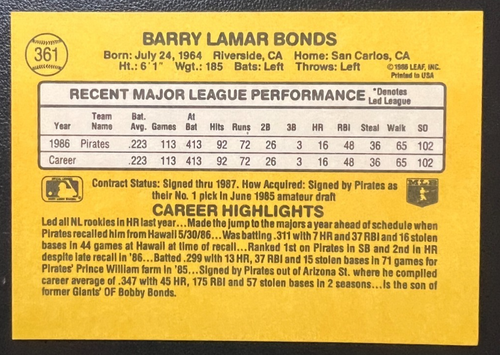 361
BARRY LAMAR BONDS
Born: July 24, 1964 Riverside, CA Home: San Carlos, CA
Ht.: 6'1" Wgt.: 185 Bats: Left Throws: Left
©1986 LEAF, INC.
Printed in USA
RECENT MAJOR LEAGUE PERFORMANCE *Denotes Led League
Year Team Name Bat. Avg. Games At Bat Hits Runs 2B 3B HR RBI Steal Walk SO
1986 Pirates .223 113 413 92 72 26 3 16 48 36 65 102
Career .223 113 413 92 72 26 3 16 48 36 65 102
Contract Status: Signed thru 1987. How Acquired: Signed by Pirates as
their No. 1 pick in June 1985 amateur draft
CAREER HIGHLIGHTS
Led all NL rookies in HR last year...Made the jump to the majors a year ahead of schedule when
Pirates recalled him from Hawaii 5/30/86...Was batting .311 with 7 HR and 37 RBI and 16 stolen
bases in 44 games at Hawaii at time of recall...Ranked 1st on Pirates in SB and 2nd in HR
despite late recall in '86...Batted .299 with 13 HR, 37 RBI and 15 stolen bases in 71 games for
Pirates' Prince William farm in '85...Signed by Pirates out of Arizona St. where he compiled
career average of .347 with 45 HR, 175 RBI and 57 stolen bases in 2 seasons...Is the son of
former Giants' OF Bobby Bonds.